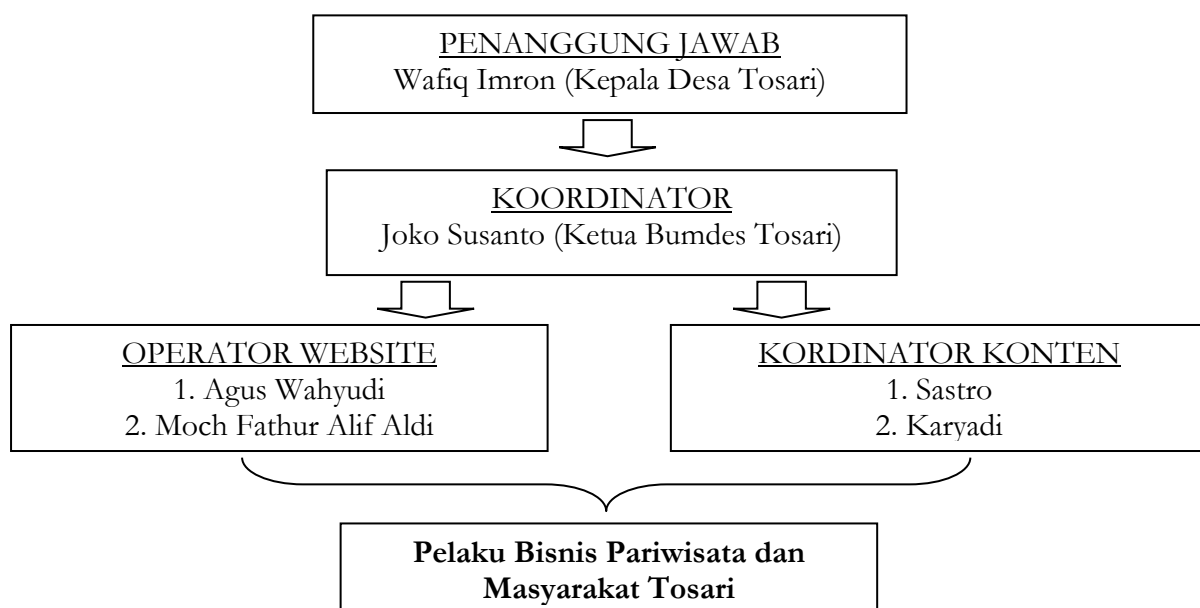 PENANGGUNG JAWAB
Wafiq Imron (Kepala Desa Tosari)
KOORDINATOR
Joko Susanto (Ketua Bumdes Tosari)
OPERATOR WEBSITE
1. Agus Wahyudi
2. Moch Fathur Alif Aldi
KORDINATOR KONTEN
1. Sastro
2. Karyadi
Pelaku Bisnis Pariwisata dan
Masyarakat Tosari